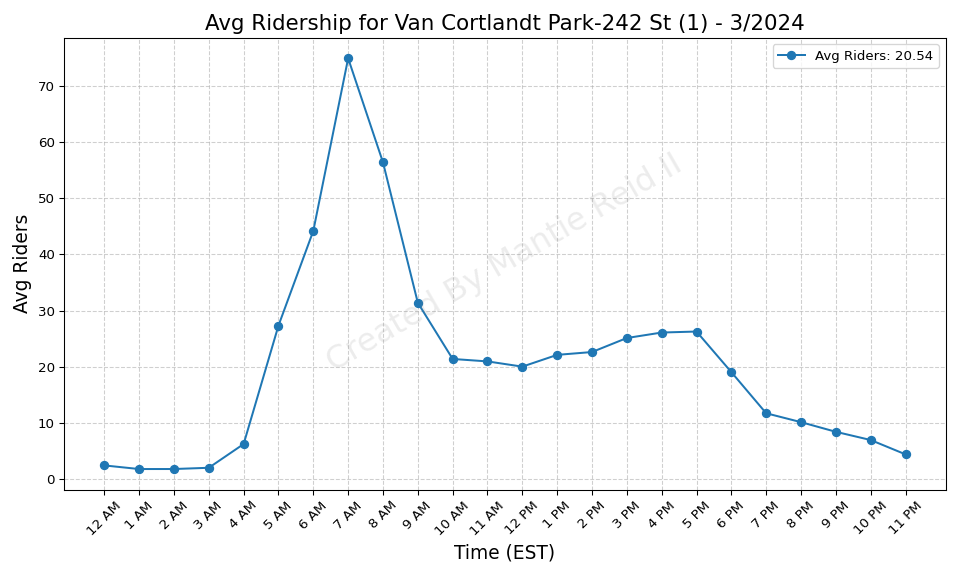 Avg Ridership for Van Cortlandt Park-242 St (1) - 3/2024
Avg Riders: 20.54
70
60
50
40
30
20
10
0
Avg Riders
Created By Mantie Reid II
12 AM
1 AM
2 AM
3 AM
4 AM
5 AM
6 AM
7 AM
8 AM
9 AM
10 AM
11 AM
12 PM
1 PM
2 PM
3 PM
4 PM
5 PM
6 PM
7 PM
8 PM
9 PM
10 PM
11 PM
Time (EST)